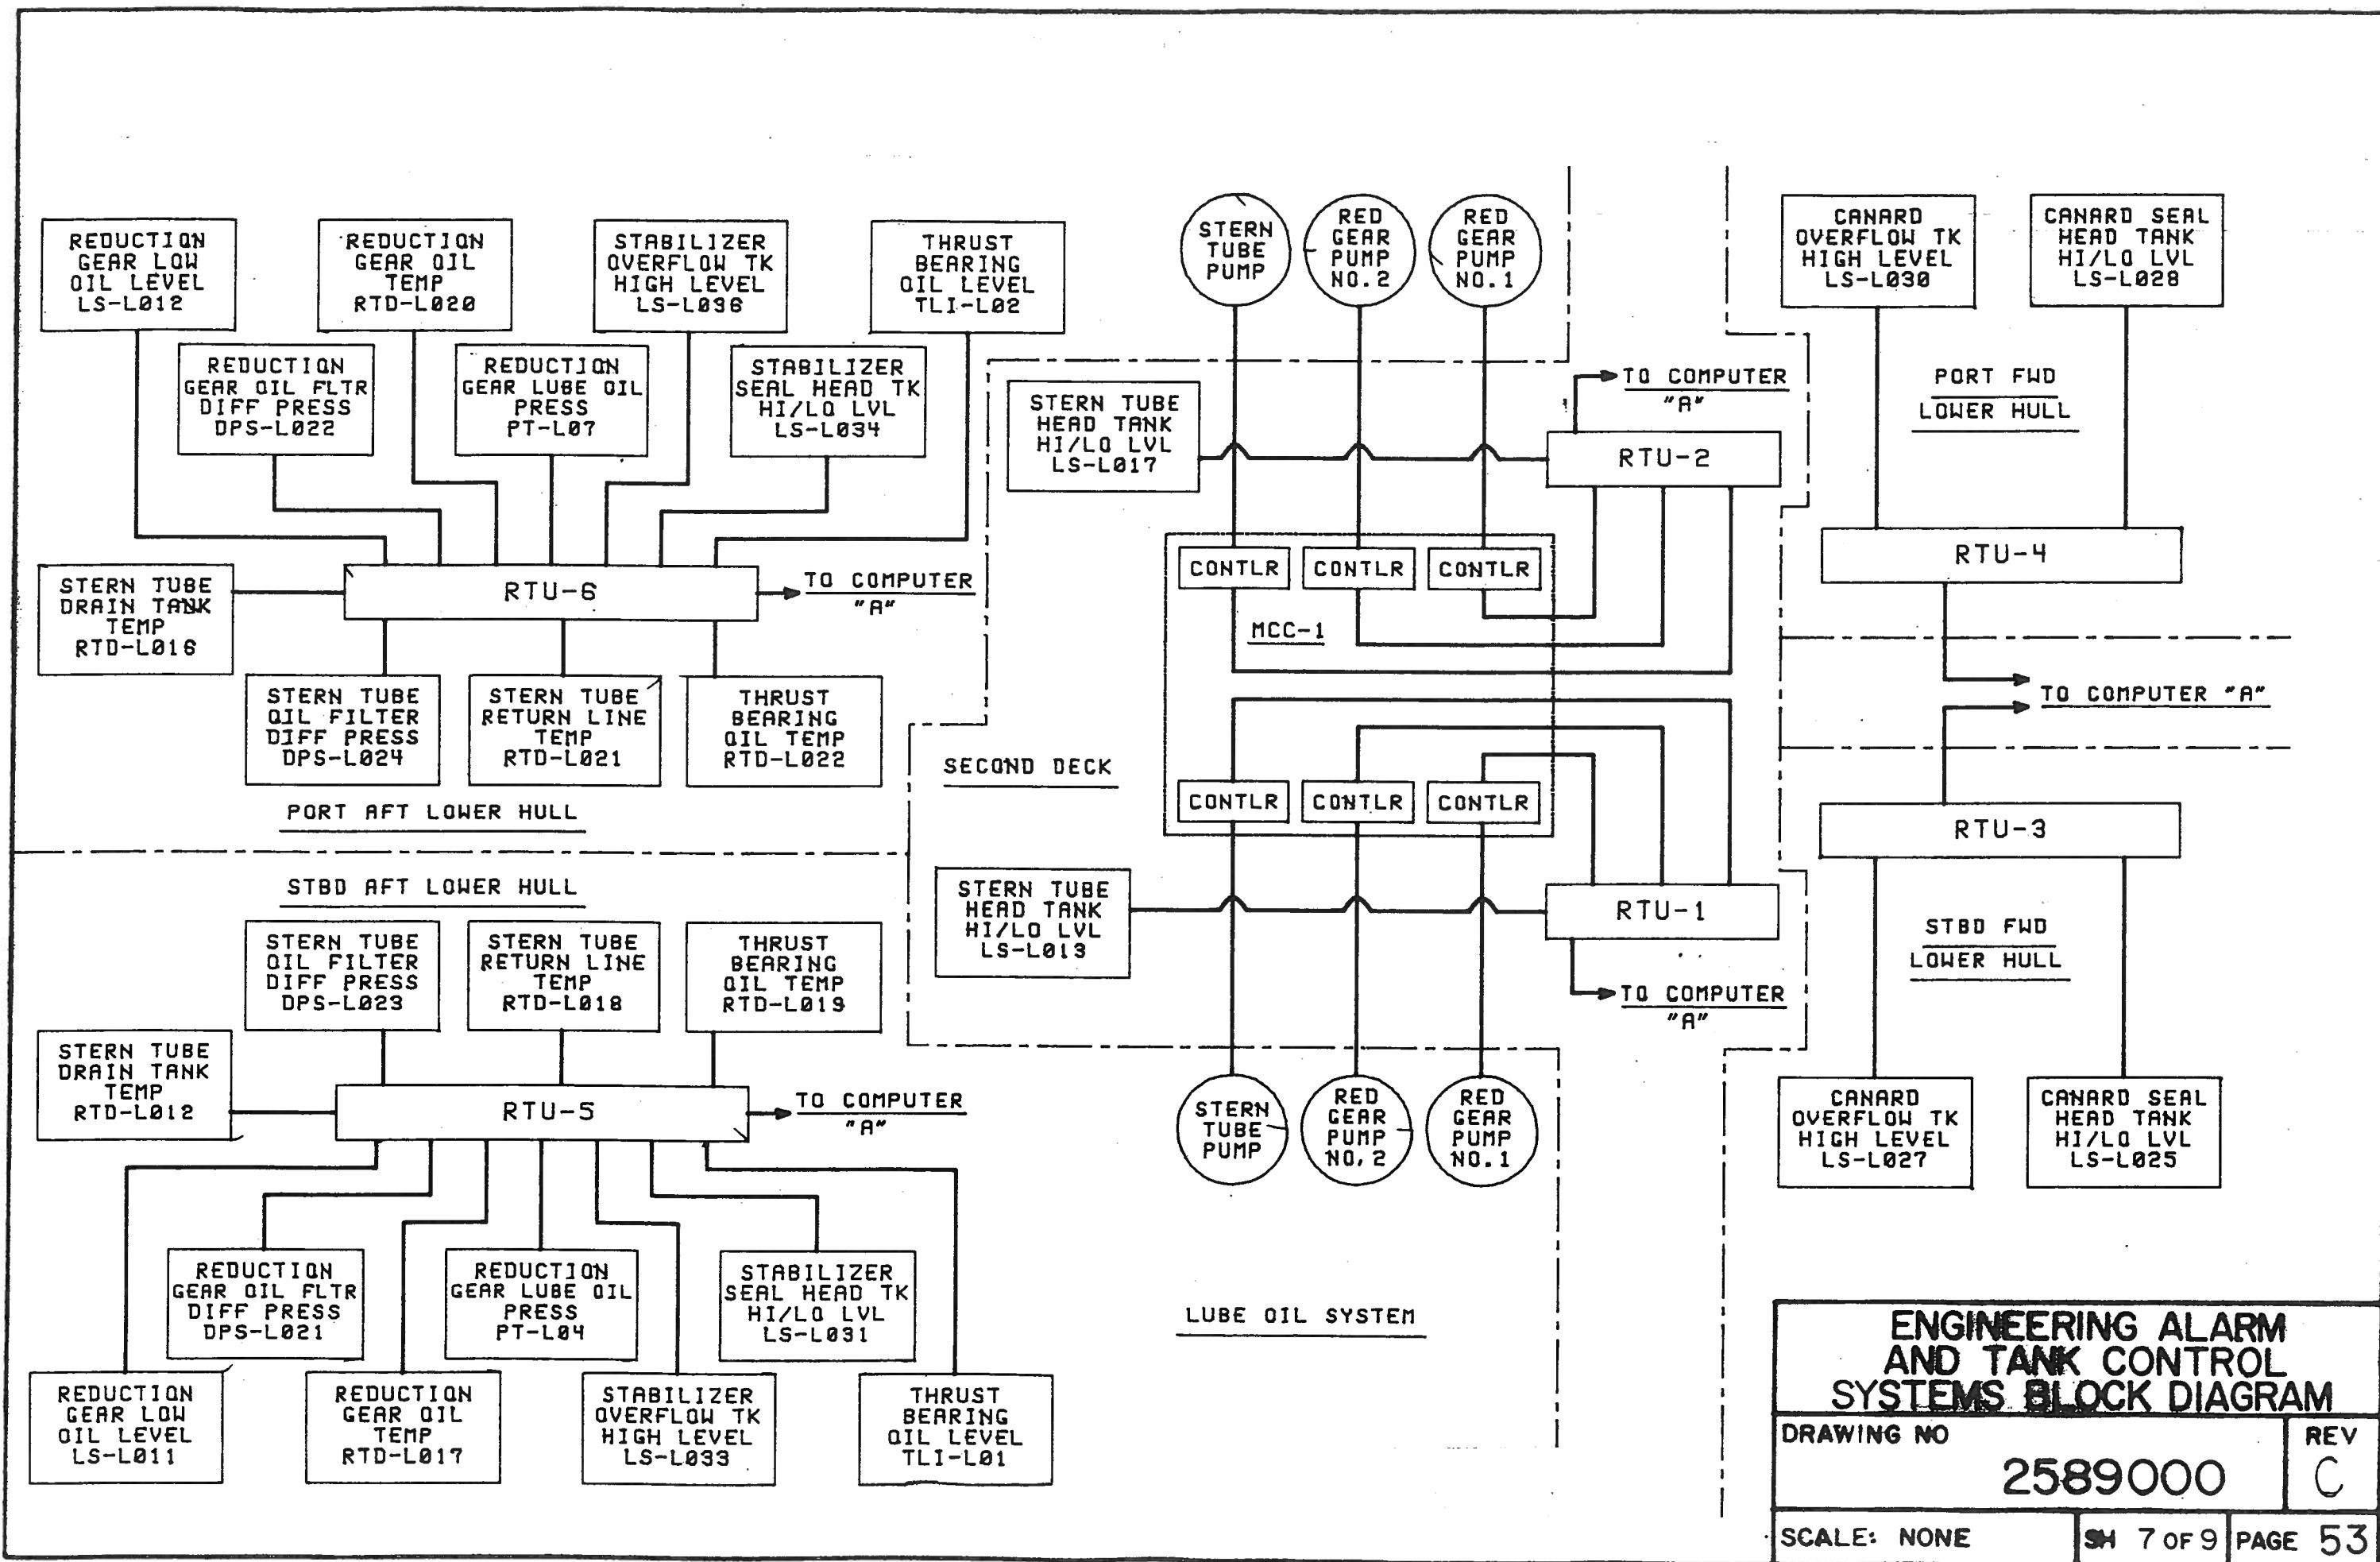 REDUCTION
GEAR LOW
OIL LEVEL
LS-L012
REDUCTION
GEAR OIL
TEMP
RTD-L020
STABILIZER
OVERFLOW TK
HIGH LEVEL
LS-L036
THRUST
BEARING
OIL LEVEL
TLI-L02
REDUCTION
GEAR OIL FLTR
DIFF PRESS
DPS-L022
REDUCTION
GEAR LUBE OIL
PRESS
PT-L07
STABILIZER
SEAL HEAD TK
HI/LO LVL
LS-L034
STERN TUBE
DRAIN TANK
TEMP
RTD-L016
RTU-6
TO COMPUTER
"A"
STERN TUBE
OIL FILTER
DIFF PRESS
DPS-L024
STERN TUBE
RETURN LINE
TEMP
RTD-L021
THRUST
BEARING
OIL TEMP
RTD-L022
PORT AFT LOWER HULL
STBD AFT LOWER HULL
STERN TUBE
OIL FILTER
DIFF PRESS
DPS-L023
STERN TUBE
RETURN LINE
TEMP
RTD-L018
THRUST
BEARING
OIL TEMP
RTD-L019
STERN TUBE
DRAIN TANK
TEMP
RTD-L012
RTU-5
TO COMPUTER
"A"
REDUCTION
GEAR OIL FLTR
DIFF PRESS
DPS-L021
REDUCTION
GEAR LUBE OIL
PRESS
PT-L04
STABILIZER
SEAL HEAD TK
HI/LO LVL
LS-L031
REDUCTION
GEAR LOW
OIL LEVEL
LS-L011
REDUCTION
GEAR OIL
TEMP
RTD-L017
STABILIZER
OVERFLOW TK
HIGH LEVEL
LS-L033
THRUST
BEARING
OIL LEVEL
TLI-L01
STERN
TUBE
PUMP
RED
GEAR
PUMP
NO.2
RED
GEAR
PUMP
NO.1
STERN TUBE
HEAD TANK
HI/LO LVL
LS-L017
TO COMPUTER
"A"
RTU-2
CONTLR
CONTLR
CONTLR
MCC-1
SECOND DECK
CONTLR
CONTLR
CONTLR
STERN TUBE
HEAD TANK
HI/LO LVL
LS-L013
RTU-1
TO COMPUTER
"A"
STERN
TUBE
PUMP
RED
GEAR
PUMP
NO,2
RED
GEAR
PUMP
NO.1
LUBE OIL SYSTEM
CANARD
OVERFLOW TK
HIGH LEVEL
LS-L030
CANARD SEAL
HEAD TANK
HI/LO LVL
LS-L028
PORT FWD
LOWER HULL
RTU-4
TO COMPUTER "A"
RTU-3
STBD FWD
LOWER HULL
CANARD
OVERFLOW TK
HIGH LEVEL
LS-L027
CANARD SEAL
HEAD TANK
HI/LO LVL
LS-L025
ENGINEERING ALARM
AND TANK CONTROL
SYSTEMS BLOCK DIAGRAM
DRAWING NO
2589000
REV
C
SCALE: NONE
SH 7 OF 9
PAGE 53